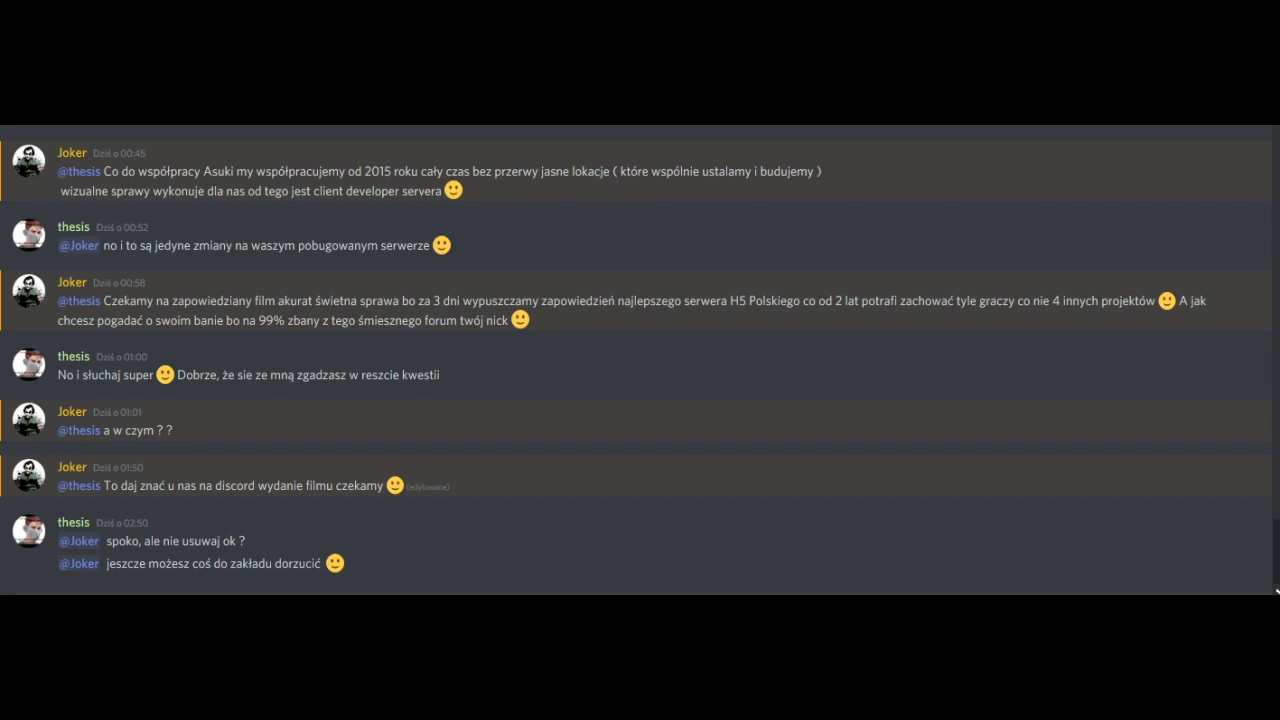 Joker Dziś o 00:45
@thesis Co do współpracy Asuki my współpracujemy od 2015 roku cały czas bez przerwy jasne lokacje ( które wspólnie ustalamy i budujemy )
wizualne sprawy wykonuje dla nas od tego jest client developer servera
thesis Dziś o 00:52
@Joker no i to są jedyne zmiany na waszym pobugowanym serwerze
Joker Dziś o 00:58
@thesis Czekamy na zapowiedziany film akurat świetna sprawa bo za 3 dni wypuszczamy zapowiedzień najlepszego serwera H5 Polskiego co od 2 lat potrafi zachować tyle graczy co nie 4 innych projektów A jak
chcesz pogadać o swoim banie bo na 99% zbany z tego śmiesznego forum twój nick
thesis Dziś o 01:00
No i słuchaj super Dobrze, że sie ze mną zgadzasz w reszcie kwestii
Joker Dziś o 01:01
@thesis a w czym ? ?
Joker Dziś o 01:50
@thesis To daj znać u nas na discord wydanie filmu czekamy (edytowane)
thesis Dziś o 02:50
@Joker spoko, ale nie usuwaj ok ?
@Joker jeszcze możesz coś do zakładu dorzucić